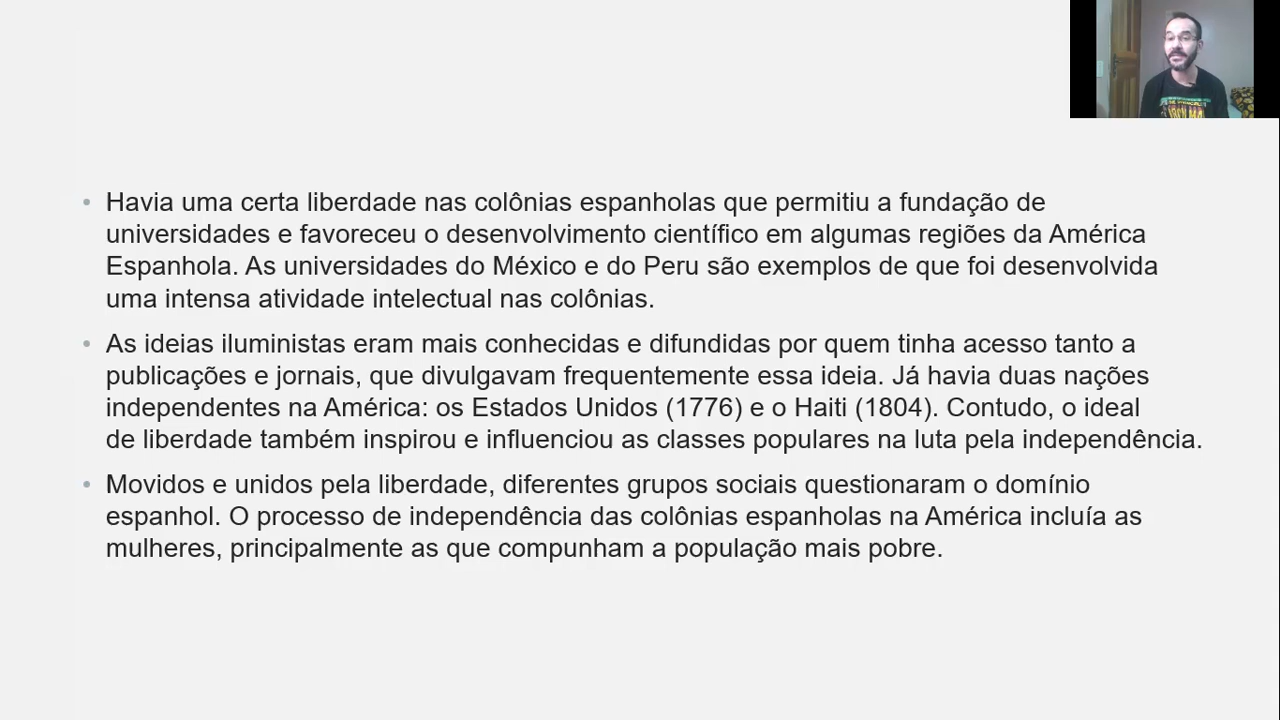 Havia uma certa liberdade nas colônias espanholas que permitiu a fundação de
universidades e favoreceu o desenvolvimento científico em algumas regiões da América
Espanhola. As universidades do México e do Peru são exemplos de que foi desenvolvida
uma intensa atividade intelectual nas colônias.
As ideias iluministas eram mais conhecidas e difundidas por quem tinha acesso tanto a
publicações e jornais, que divulgavam frequentemente essa ideia. Já havia duas nações
independentes na América: os Estados Unidos (1776) e o Haiti (1804). Contudo, o ideal
de liberdade também inspirou e influenciou as classes populares na luta pela independência.
Movidos e unidos pela liberdade, diferentes grupos sociais questionaram o domínio
espanhol. O processo de independência das colônias espanholas na América incluía as
mulheres, principalmente as que compunham a população mais pobre.